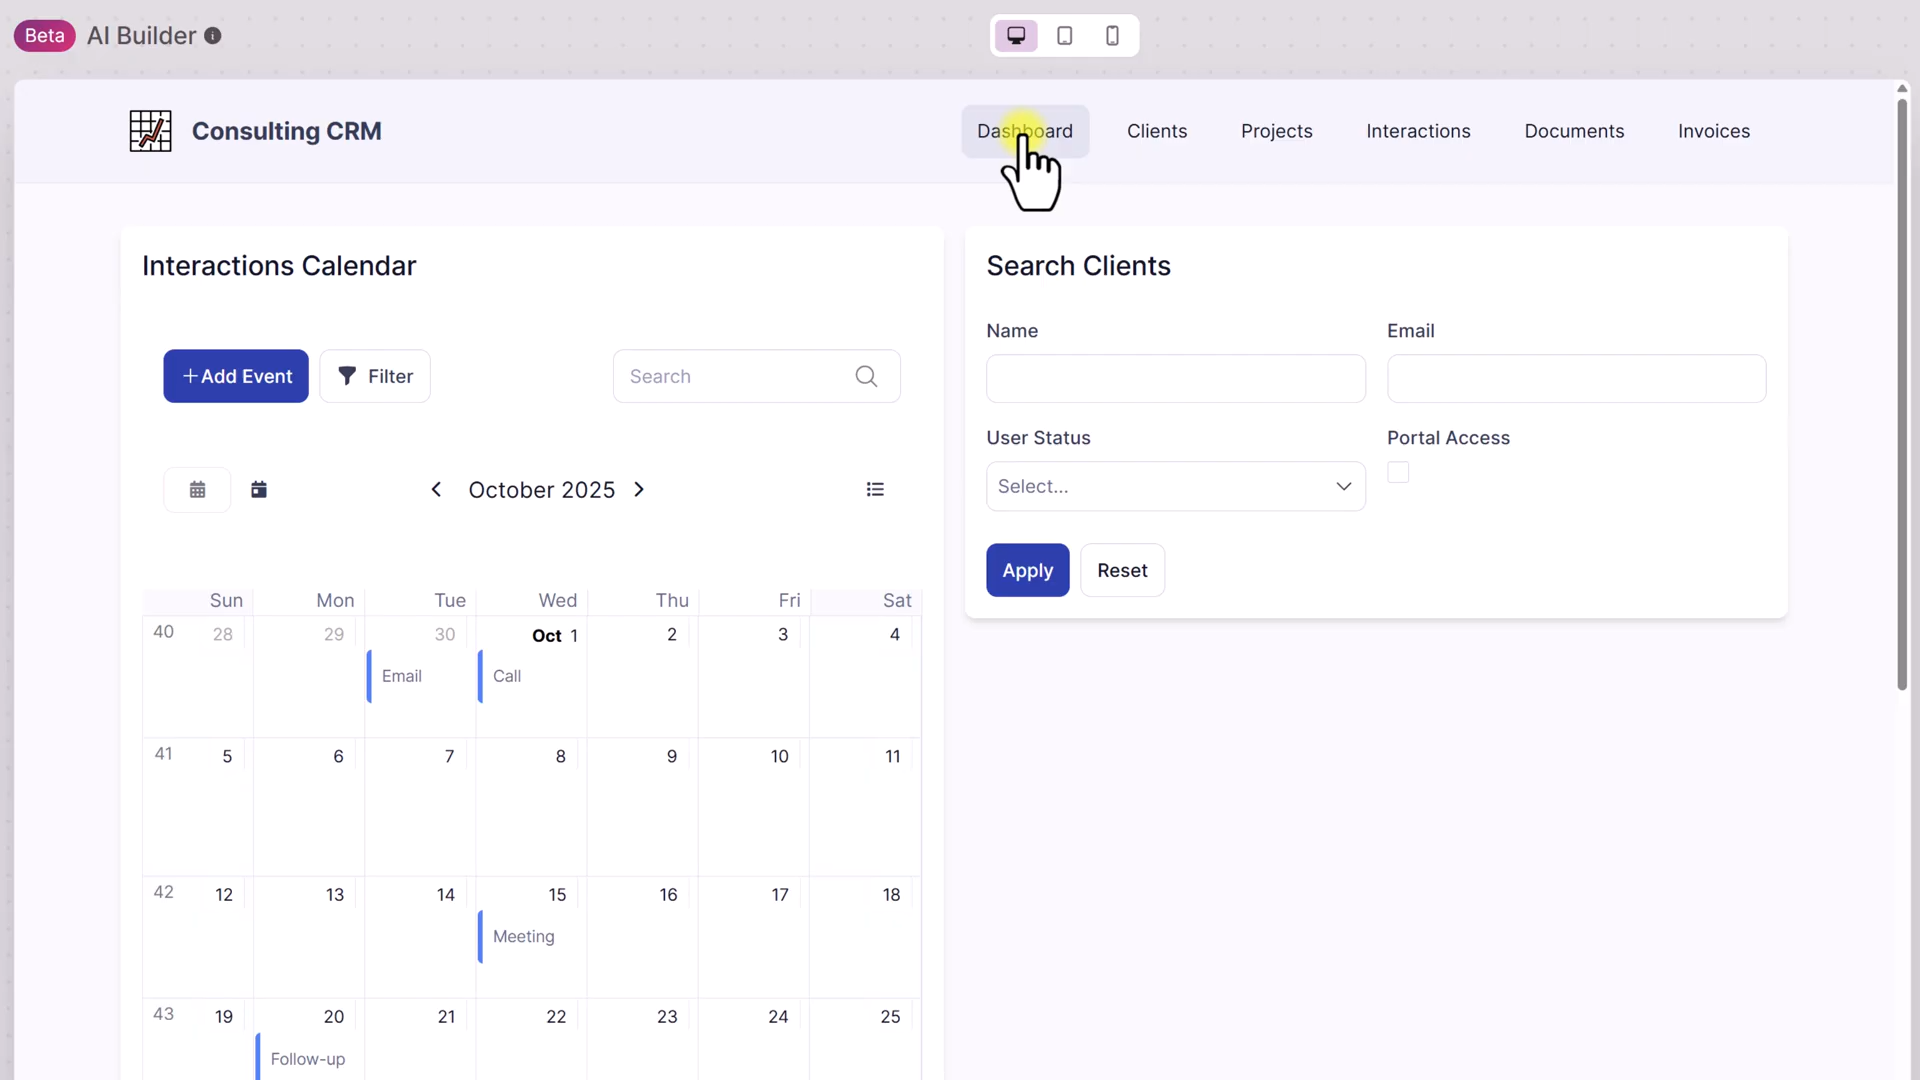 Beta AI Builder
Consulting CRM
Dashboard Clients Projects Interactions Documents Invoices
Interactions Calendar
+Add Event Filter Search
October 2025
Sun Mon Tue Wed Thu Fri Sat
40 28 29 30 Oct 1 2 3 4
Email Call
41 5 6 7 8 9 10 11
42 12 13 14 15 16 17 18
Meeting
43 19 20 21 22 23 24 25
Follow-up
Search Clients
Name Email
User Status Portal Access
Select...
Apply Reset